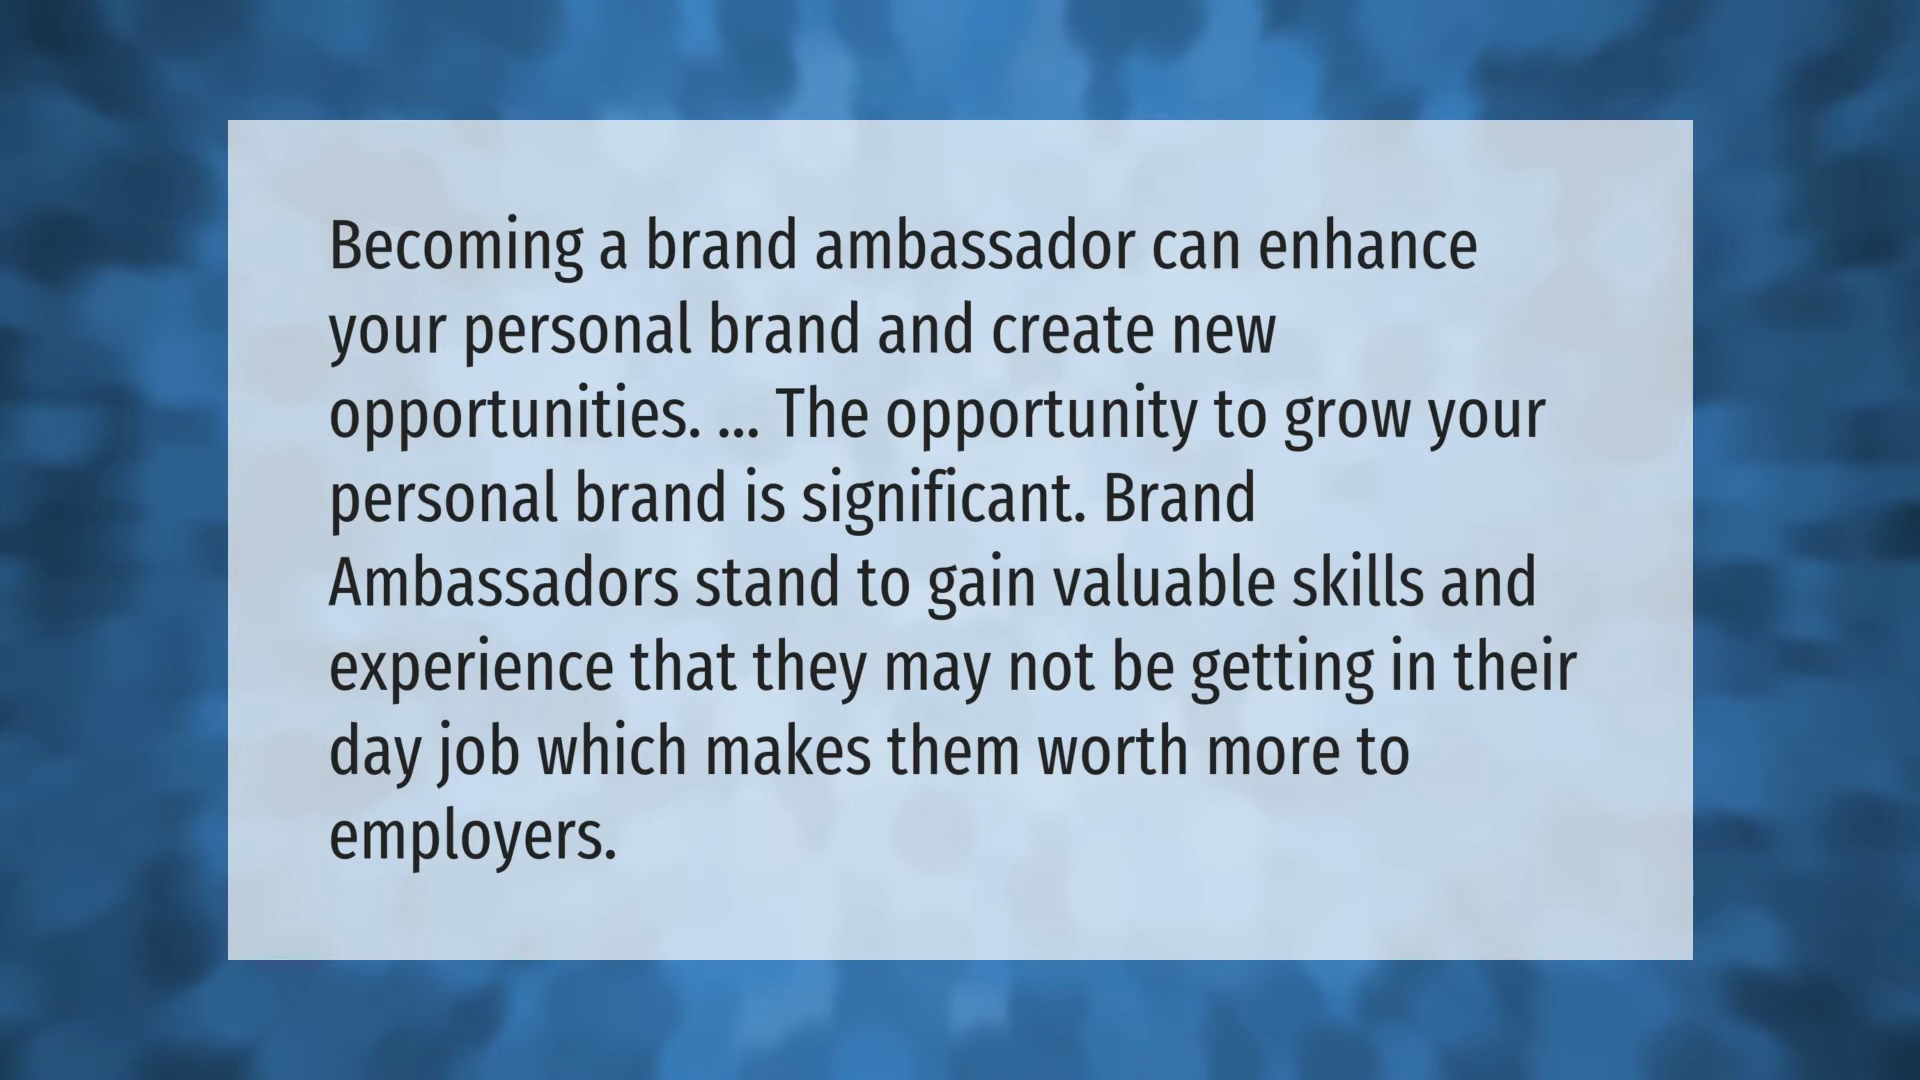 Becoming a brand ambassador can enhance
your personal brand and create new
opportunities. ... The opportunity to grow your
personal brand is significant. Brand
Ambassadors stand to gain valuable skills and
experience that they may not be getting in their
day job which makes them worth more to
employers.